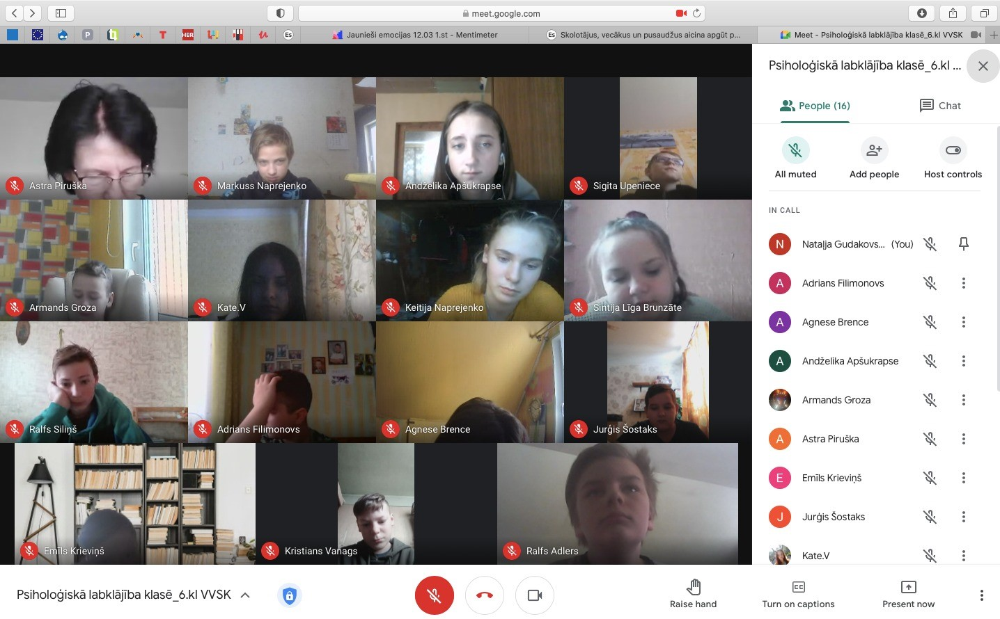 meet.google.com
P
T
HBR
Es
Jaunieši emocijas 12.03 1.st - Mentimeter
Es
Skolotājus, vecākus un pusaudžus aicina apgūt p...
Meet - Psiholoģiskā labklājība klasē_6.kl VVSK
Astra Piruška
Markuss Naprejenko
Andželika Apšukrapse
Sigita Upeniece
Armands Groza
Kate.V
Keitija Naprejenko
Sintija Līga Brunzāte
Ralfs Siliņš
Adrians Filimonovs
Agnese Brence
Jurģis Šostaks
Emīls Krieviņš
Kristians Vanags
Ralfs Adlers
Psiholoģiskā labklājība klasē_6.kl ...
People (16)
Chat
All muted
Add people
Host controls
IN CALL
N
Nataļja Gudakovs... (You)
A
Adrians Filimonovs
A
Agnese Brence
A
Andželika Apšukrapse
Armands Groza
A
Astra Piruška
E
Emīls Krieviņš
J
Jurģis Šostaks
Kate.V
Psiholoģiskā labklājība klasē_6.kl VVSK
Raise hand
CC
Turn on captions
Present now